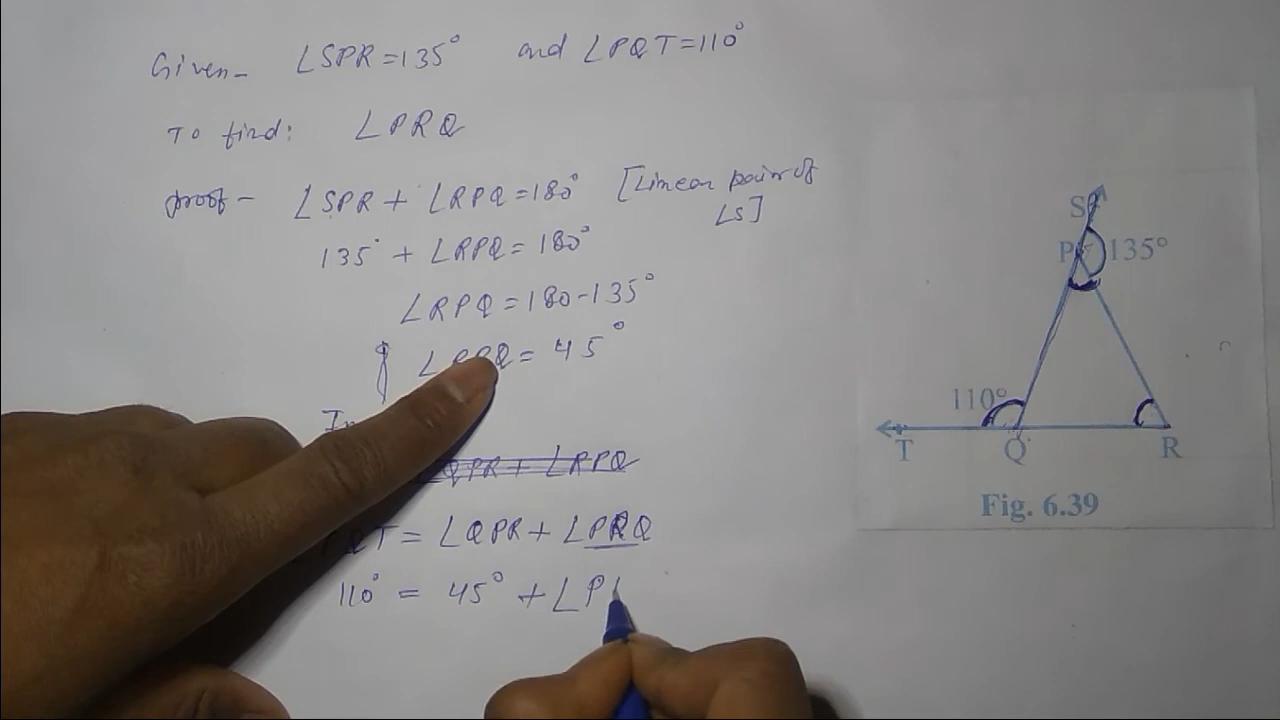 Given- ∠SPR=135° and ∠PQT=110°
To find: ∠PRQ
proof- ∠SPR + ∠RPQ=180° [Linear pair of ∠s]
135° + ∠RPQ= 180°
∠RPQ=180-135°
= 45°
∠QPR + ∠RPQ
QT= ∠QPR+ ∠PRQ
110° = 45° + ∠P
S
P 135°
110°
T Q R
Fig. 6.39